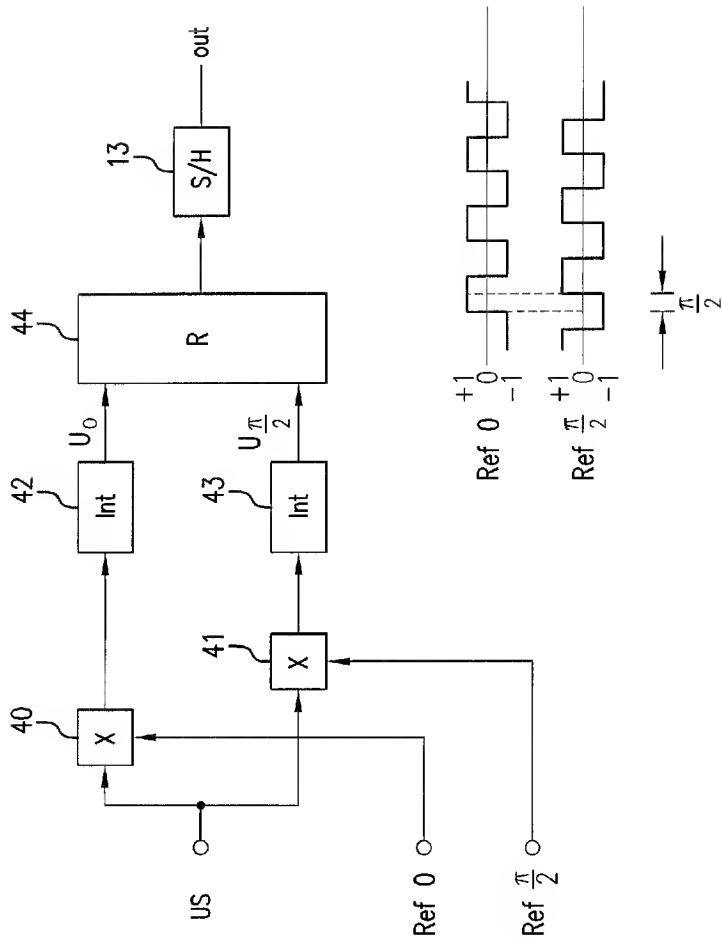 US
Ref 0
Ref π/2
40
X
41
X
42
Int
43
Int
U₀
Uπ/2
44
R
13
S/H
out
Ref 0
+1
0
-1
Ref π/2
+1
0
-1
π/2